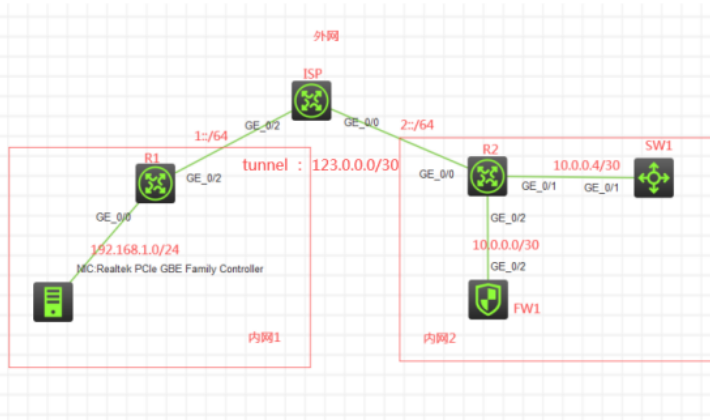 外网
ISP
GE_0/2
GE_0/0
1::/64
2::/64
R1
tunnel ： 123.0.0.0/30
R2
SW1
GE_0/2
GE_0/0
10.0.0.4/30
GE_0/1
GE_0/1
GE_0/0
GE_0/2
192.168.1.0/24
10.0.0.0/30
NIC:Realtek PCIe GBE Family Controller
GE_0/2
FW1
内网1
内网2